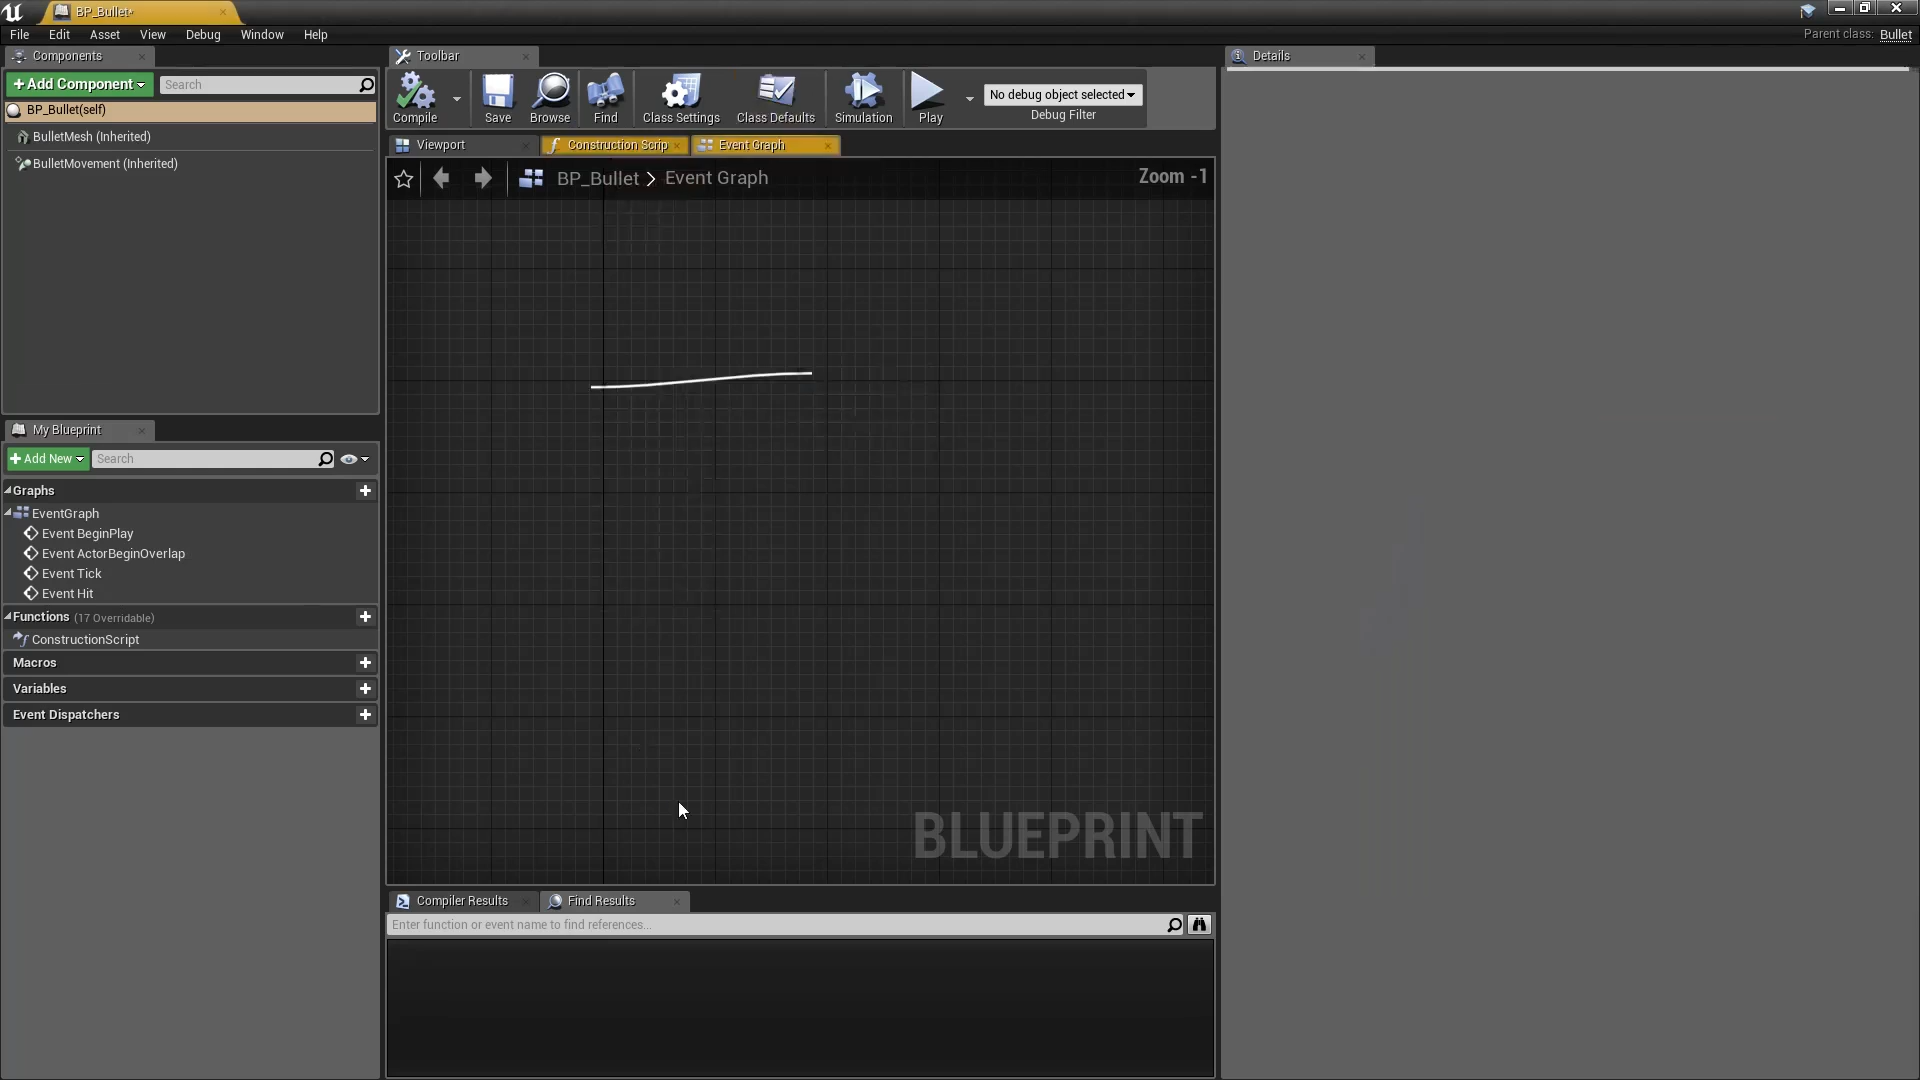 BP_Bullet*
File Edit Asset View Debug Window Help
Parent class: Bullet
Components
+ Add Component
Search
BP_Bullet(self)
BulletMesh (Inherited)
BulletMovement (Inherited)
My Blueprint
+ Add New
Search
Graphs
EventGraph
Event BeginPlay
Event ActorBeginOverlap
Event Tick
Event Hit
Functions (17 Overridable)
ConstructionScript
Macros
Variables
Event Dispatchers
Toolbar
Compile Save Browse Find Class Settings Class Defaults Simulation Play
No debug object selected
Debug Filter
Viewport
Construction Scrip
Event Graph
BP_Bullet > Event Graph
Zoom -1
BLUEPRINT
Compiler Results
Find Results
Enter function or event name to find references...
Details